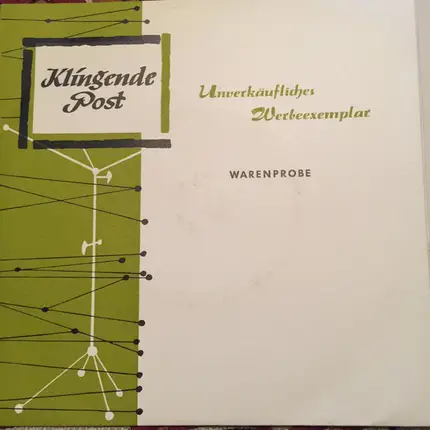 Klingende
Post
Unverkäufliches
Werbeexemplar
WARENPROBE